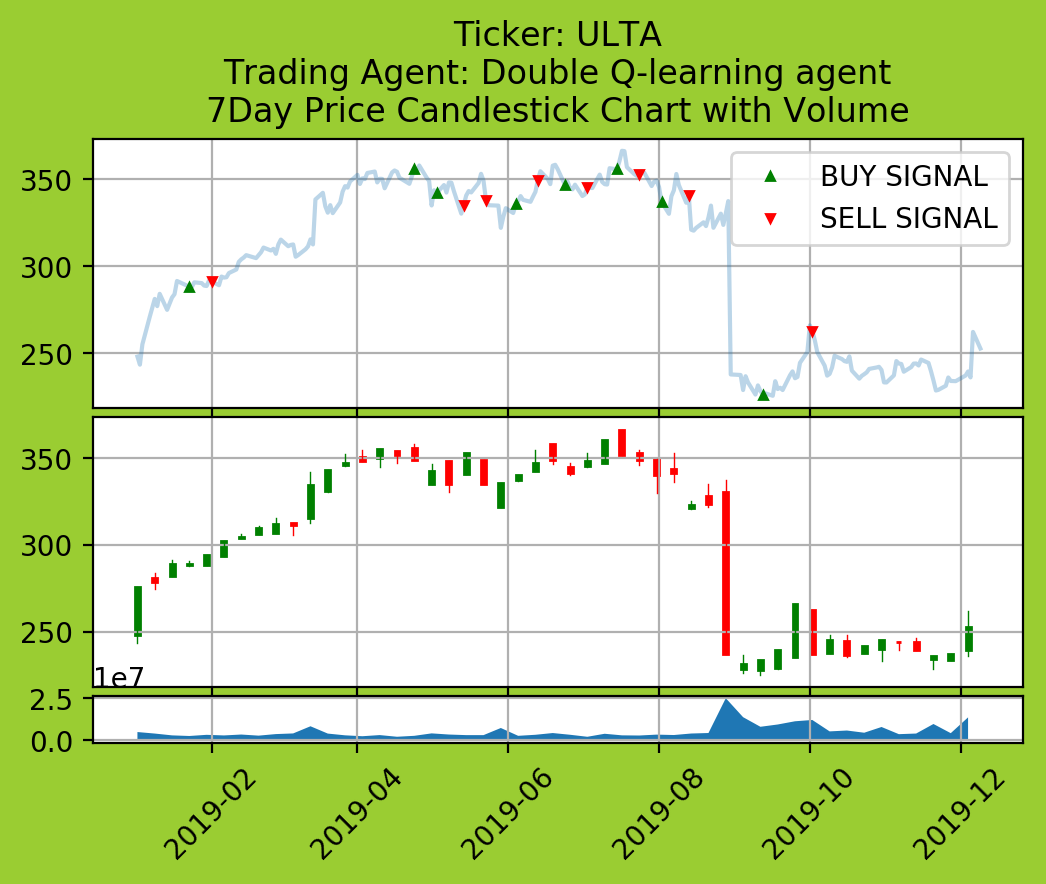 Ticker: ULTA
Trading Agent: Double Q-learning agent
7Day Price Candlestick Chart with Volume
BUY SIGNAL
SELL SIGNAL
350
300
250
350
300
250
1e7
2.5
0.0
2019-02
2019-04
2019-06
2019-08
2019-10
2019-12